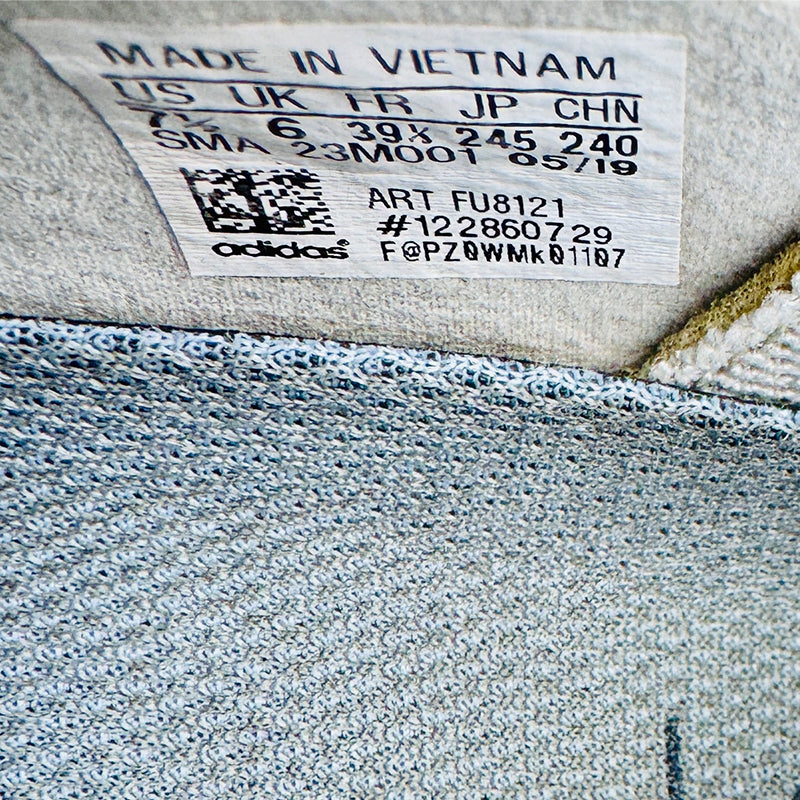 MADE IN VIETNAM
US UK FR JP CHN
7½ 6 39⅓ 245 240
SMA 23M001 05/19
ART FU8121
#122860729
adidas® F@PZ0WMk01107